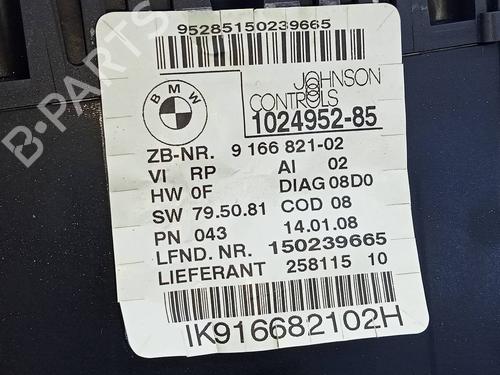 95285150239665
BMW
JOHNSON
CONTROLS
1024952-85
ZB-NR. 9 166 821-02
VI RP AI 02
HW 0F DIAG 08D0
SW 79.50.81 COD 08
PN 043 14.01.08
LFND. NR. 150239665
LIEFERANT 258115 10
IK916682102H
B-PARTS